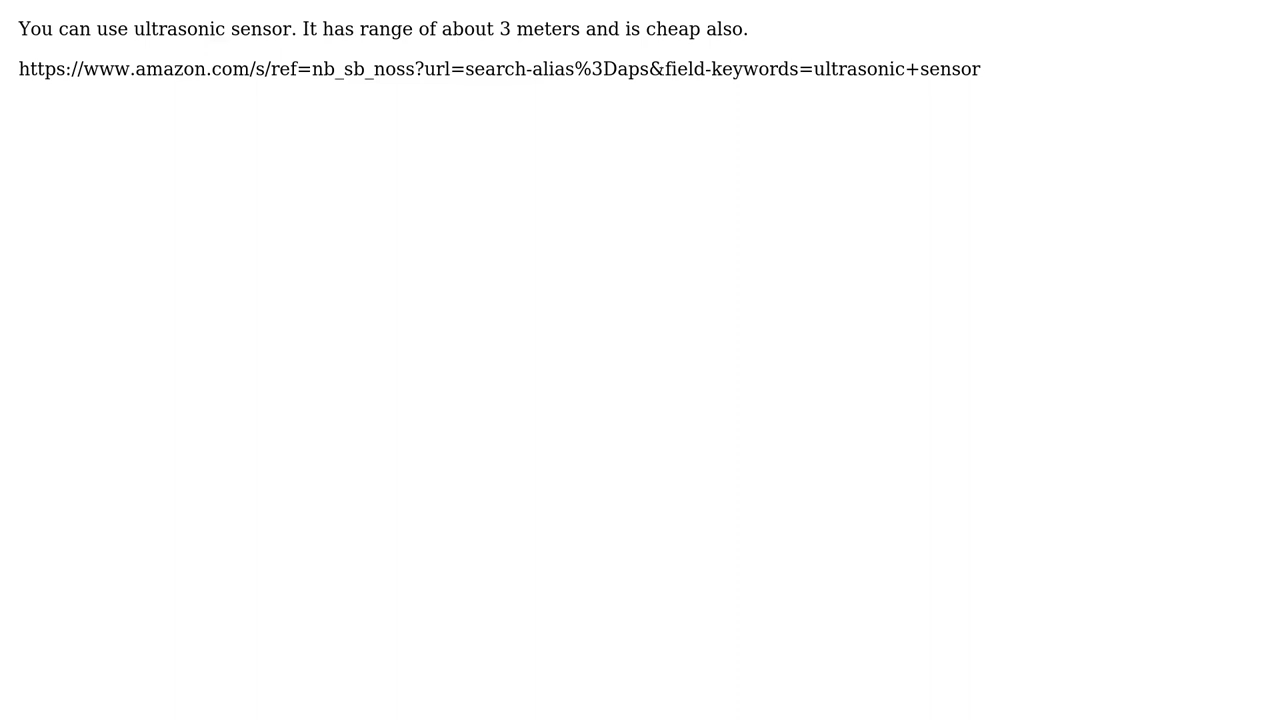 You can use ultrasonic sensor. It has range of about 3 meters and is cheap also.
https://www.amazon.com/s/ref=nb_sb_noss?url=search-alias%3Daps&field-keywords=ultrasonic+sensor